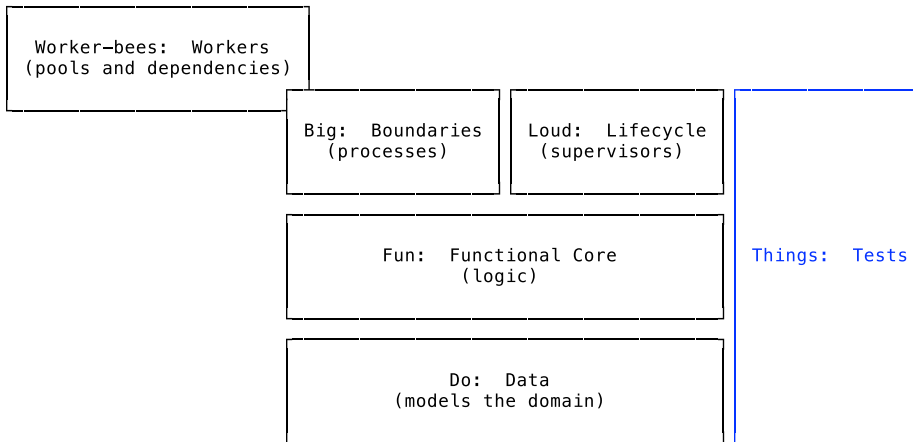 Worker-bees:  Workers
(pools and dependencies)
Big:  Boundaries
(processes)
Loud:  Lifecycle
(supervisors)
Fun:  Functional Core
(logic)
Things:  Tests
Do:  Data
(models the domain)